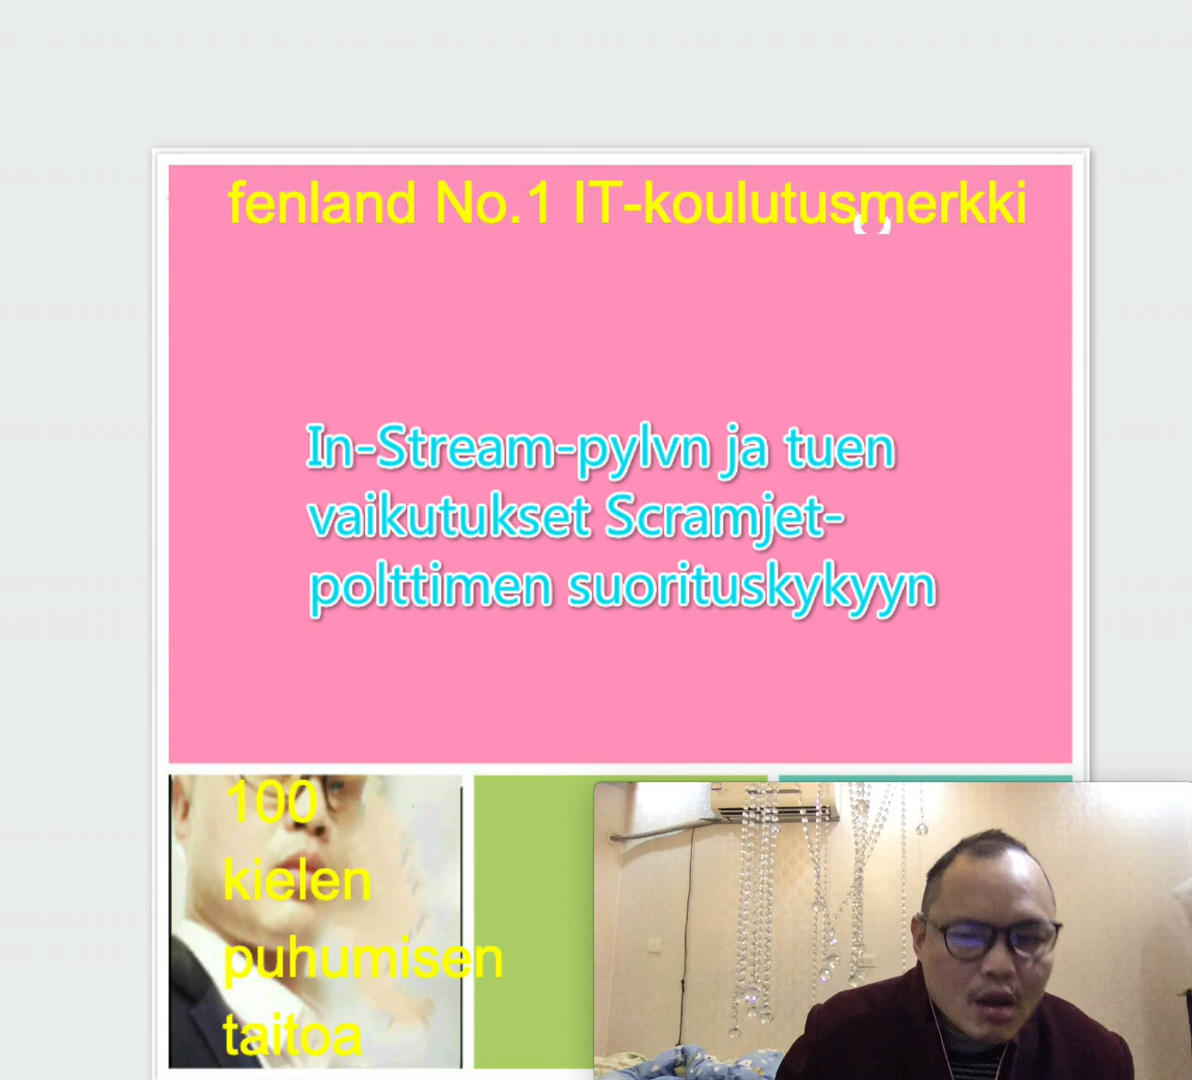 fenland No.1 IT-koulutusmerkki
In-Stream-pylvn ja tuen
vaikutukset Scramjet-
polttimen suorituskykyyn
100
kielen
puhumisen
taitoa